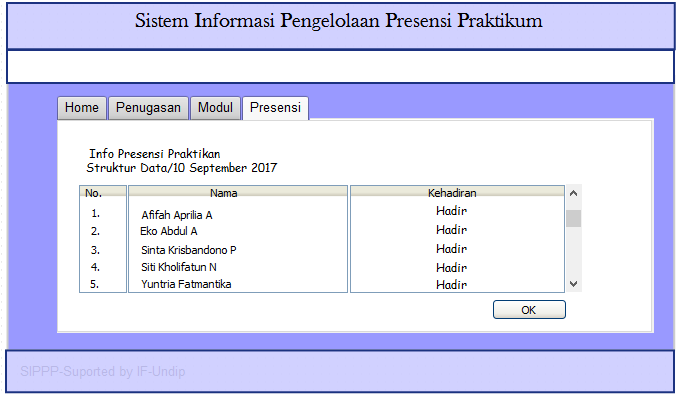 Sistem Informasi Pengelolaan Presensi Praktikum
Home Penugasan Modul Presensi
Info Presensi Praktikan
Struktur Data/10 September 2017
No. Nama Kehadiran
1. Afifah Aprilia A Hadir
2. Eko Abdul A Hadir
3. Sinta Krisbandono P Hadir
4. Siti Kholifatun N Hadir
5. Yuntria Fatmantika Hadir
OK
SIPPP-Suported by IF-Undip